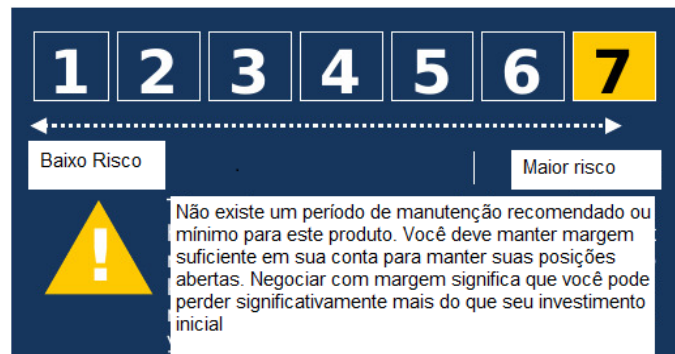 1 2 3 4 5 6 7
Baixo Risco
Maior risco
!
Não existe um período de manutenção recomendado ou
mínimo para este produto. Você deve manter margem
suficiente em sua conta para manter suas posições
abertas. Negociar com margem significa que você pode
perder significativamente mais do que seu investimento
inicial